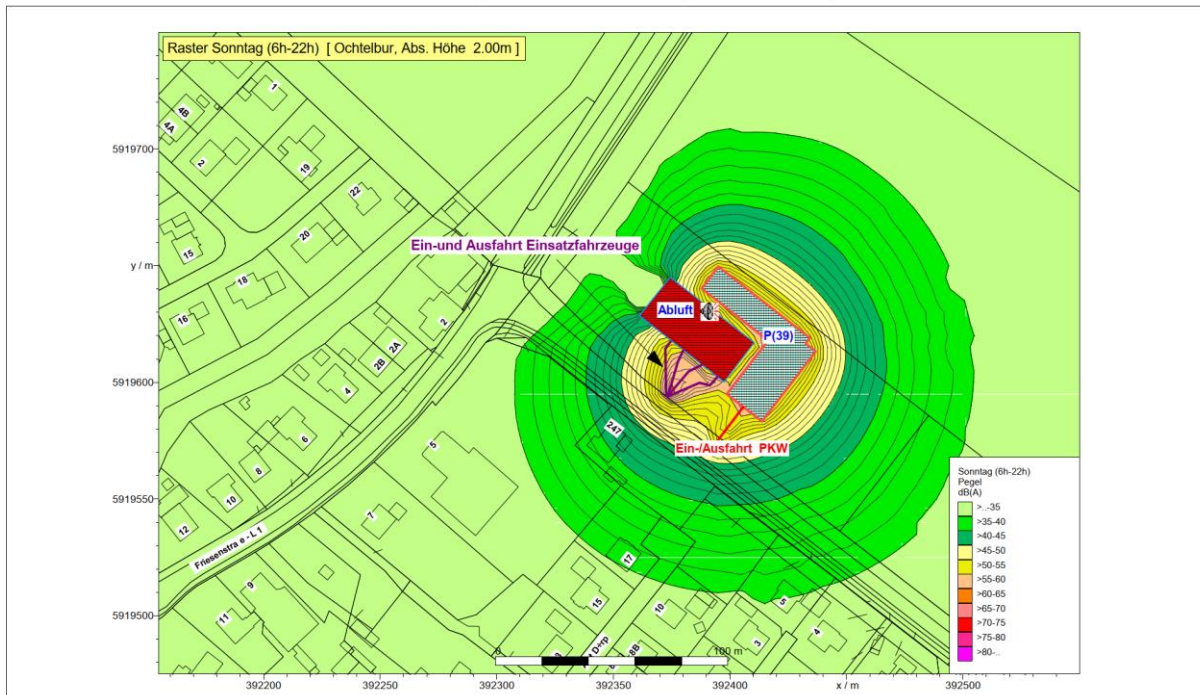 Raster Sonntag (6h-22h) [ Ochtelbur, Abs. Höhe 2.00m ]
1
4B
4A
2
19
22
5919700
15
20
Ein-und Ausfahrt Einsatzfahrzeuge
y / m
18
16
Abluft
2
P(39)
2A
2B
5919600
4
247
6
5
Ein-/Ausfahrt PKW
8
10
5919550
7
12
Friesenstra e - L 1
17
9
15
10
5
11
3
4
8B
5919500
0
100 m
392200
392250
392300
392350
392400
x / m
392500
Sonntag (6h-22h)
Pegel
dB(A)
>..-35
>35-40
>40-45
>45-50
>50-55
>55-60
>60-65
>65-70
>70-75
>75-80
>80-..